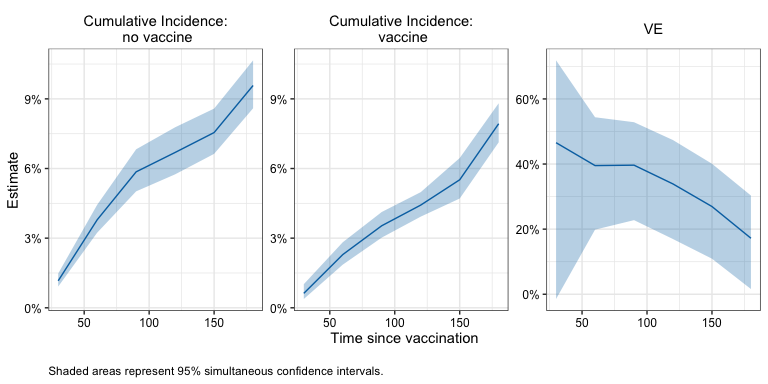 Cumulative Incidence:
no vaccine
Cumulative Incidence:
vaccine
VE
Estimate
9%
6%
3%
0%
50
100
150
9%
6%
3%
0%
50
100
150
60%
40%
20%
0%
50
100
150
Time since vaccination
Shaded areas represent 95% simultaneous confidence intervals.